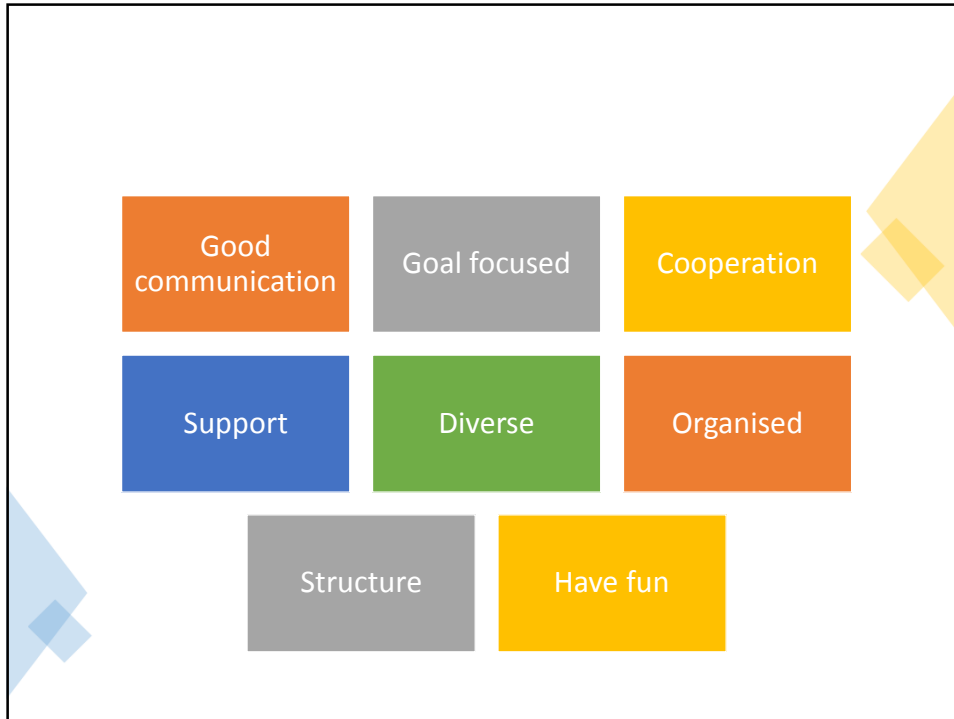 Good
communication
Goal focused
Cooperation
Support
Diverse
Organised
Structure
Have fun